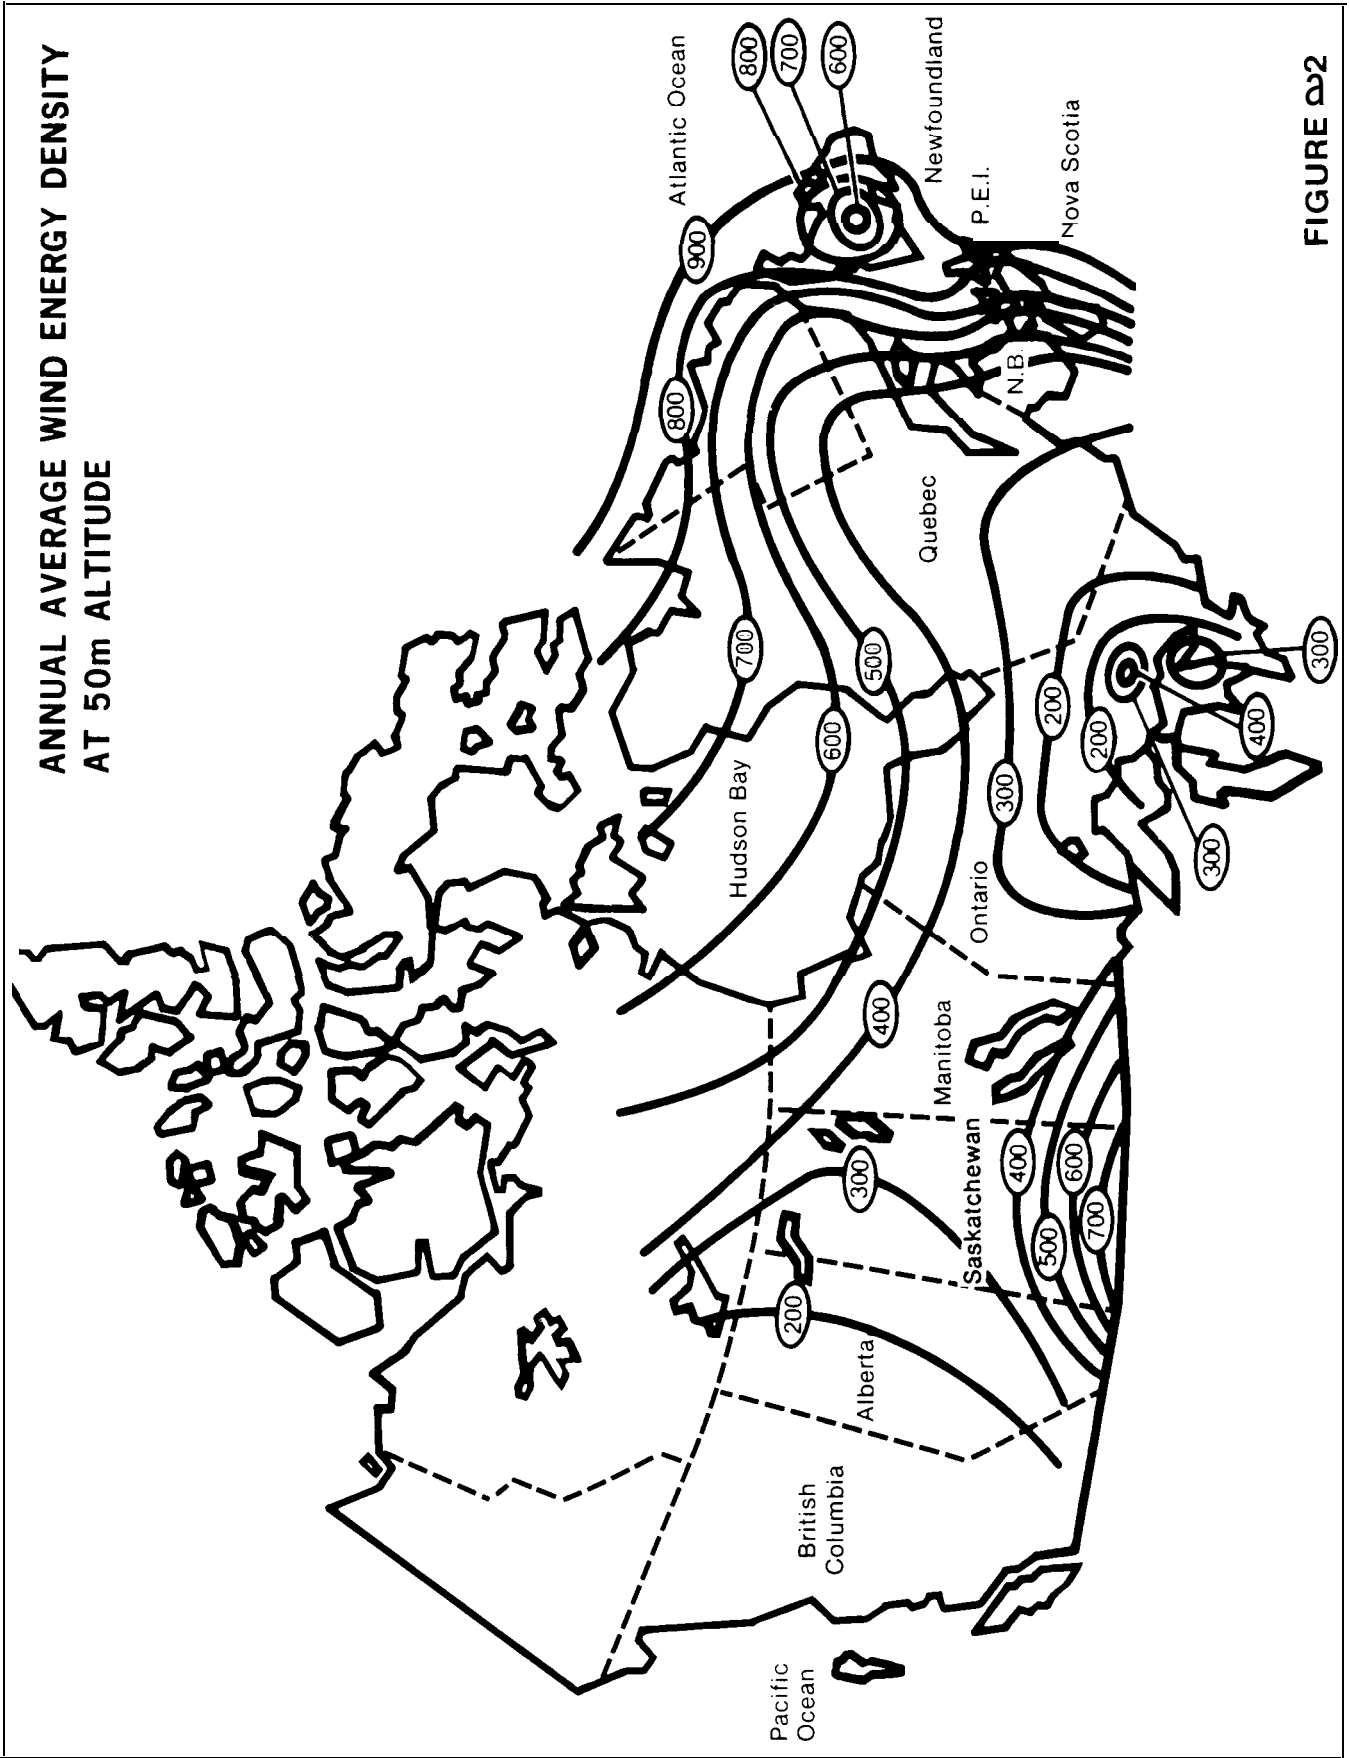 ANNUAL AVERAGE WIND ENERGY DENSITY
AT 50m ALTITUDE
Atlantic Ocean
800
700
600
900
Newfoundland
P.E.I.
Nova Scotia
800
N.B.
Quebec
700
500
600
Hudson Bay
300
200
200
400
300
300
Ontario
400
Manitoba
300
Saskatchewan
400
600
500
700
200
Alberta
British
Columbia
Pacific
Ocean
FIGURE